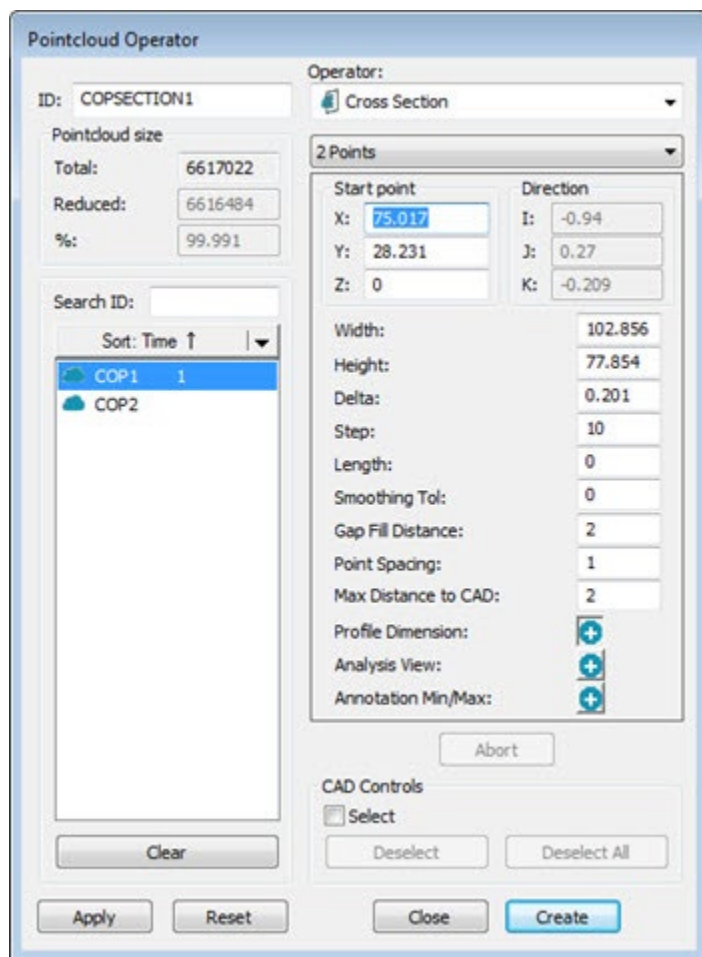 Pointcloud Operator
ID: COPSECTION1
Pointcloud size
Total: 6617022
Reduced: 6616484
%: 99.991
Search ID:
Sort: Time ↑
COP1 1
COP2
Clear
Apply
Reset
Operator:
Cross Section
2 Points
Start point
X: 75.017
Y: 28.231
Z: 0
Direction
I: -0.94
J: 0.27
K: -0.209
Width: 102.856
Height: 77.854
Delta: 0.201
Step: 10
Length: 0
Smoothing Tol: 0
Gap Fill Distance: 2
Point Spacing: 1
Max Distance to CAD: 2
Profile Dimension:
Analysis View:
Annotation Min/Max:
Abort
CAD Controls
Select
Deselect
Deselect All
Close
Create